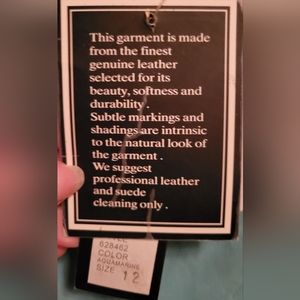 This garment is made
from the finest
genuine leather
selected for its
beauty, softness and
durability .
Subtle markings and
shadings are intrinsic
to the natural look of
the garment .
We suggest
professional leather
and suede
cleaning only .
628462
COLOR
AQUAMARINE
SIZE 12